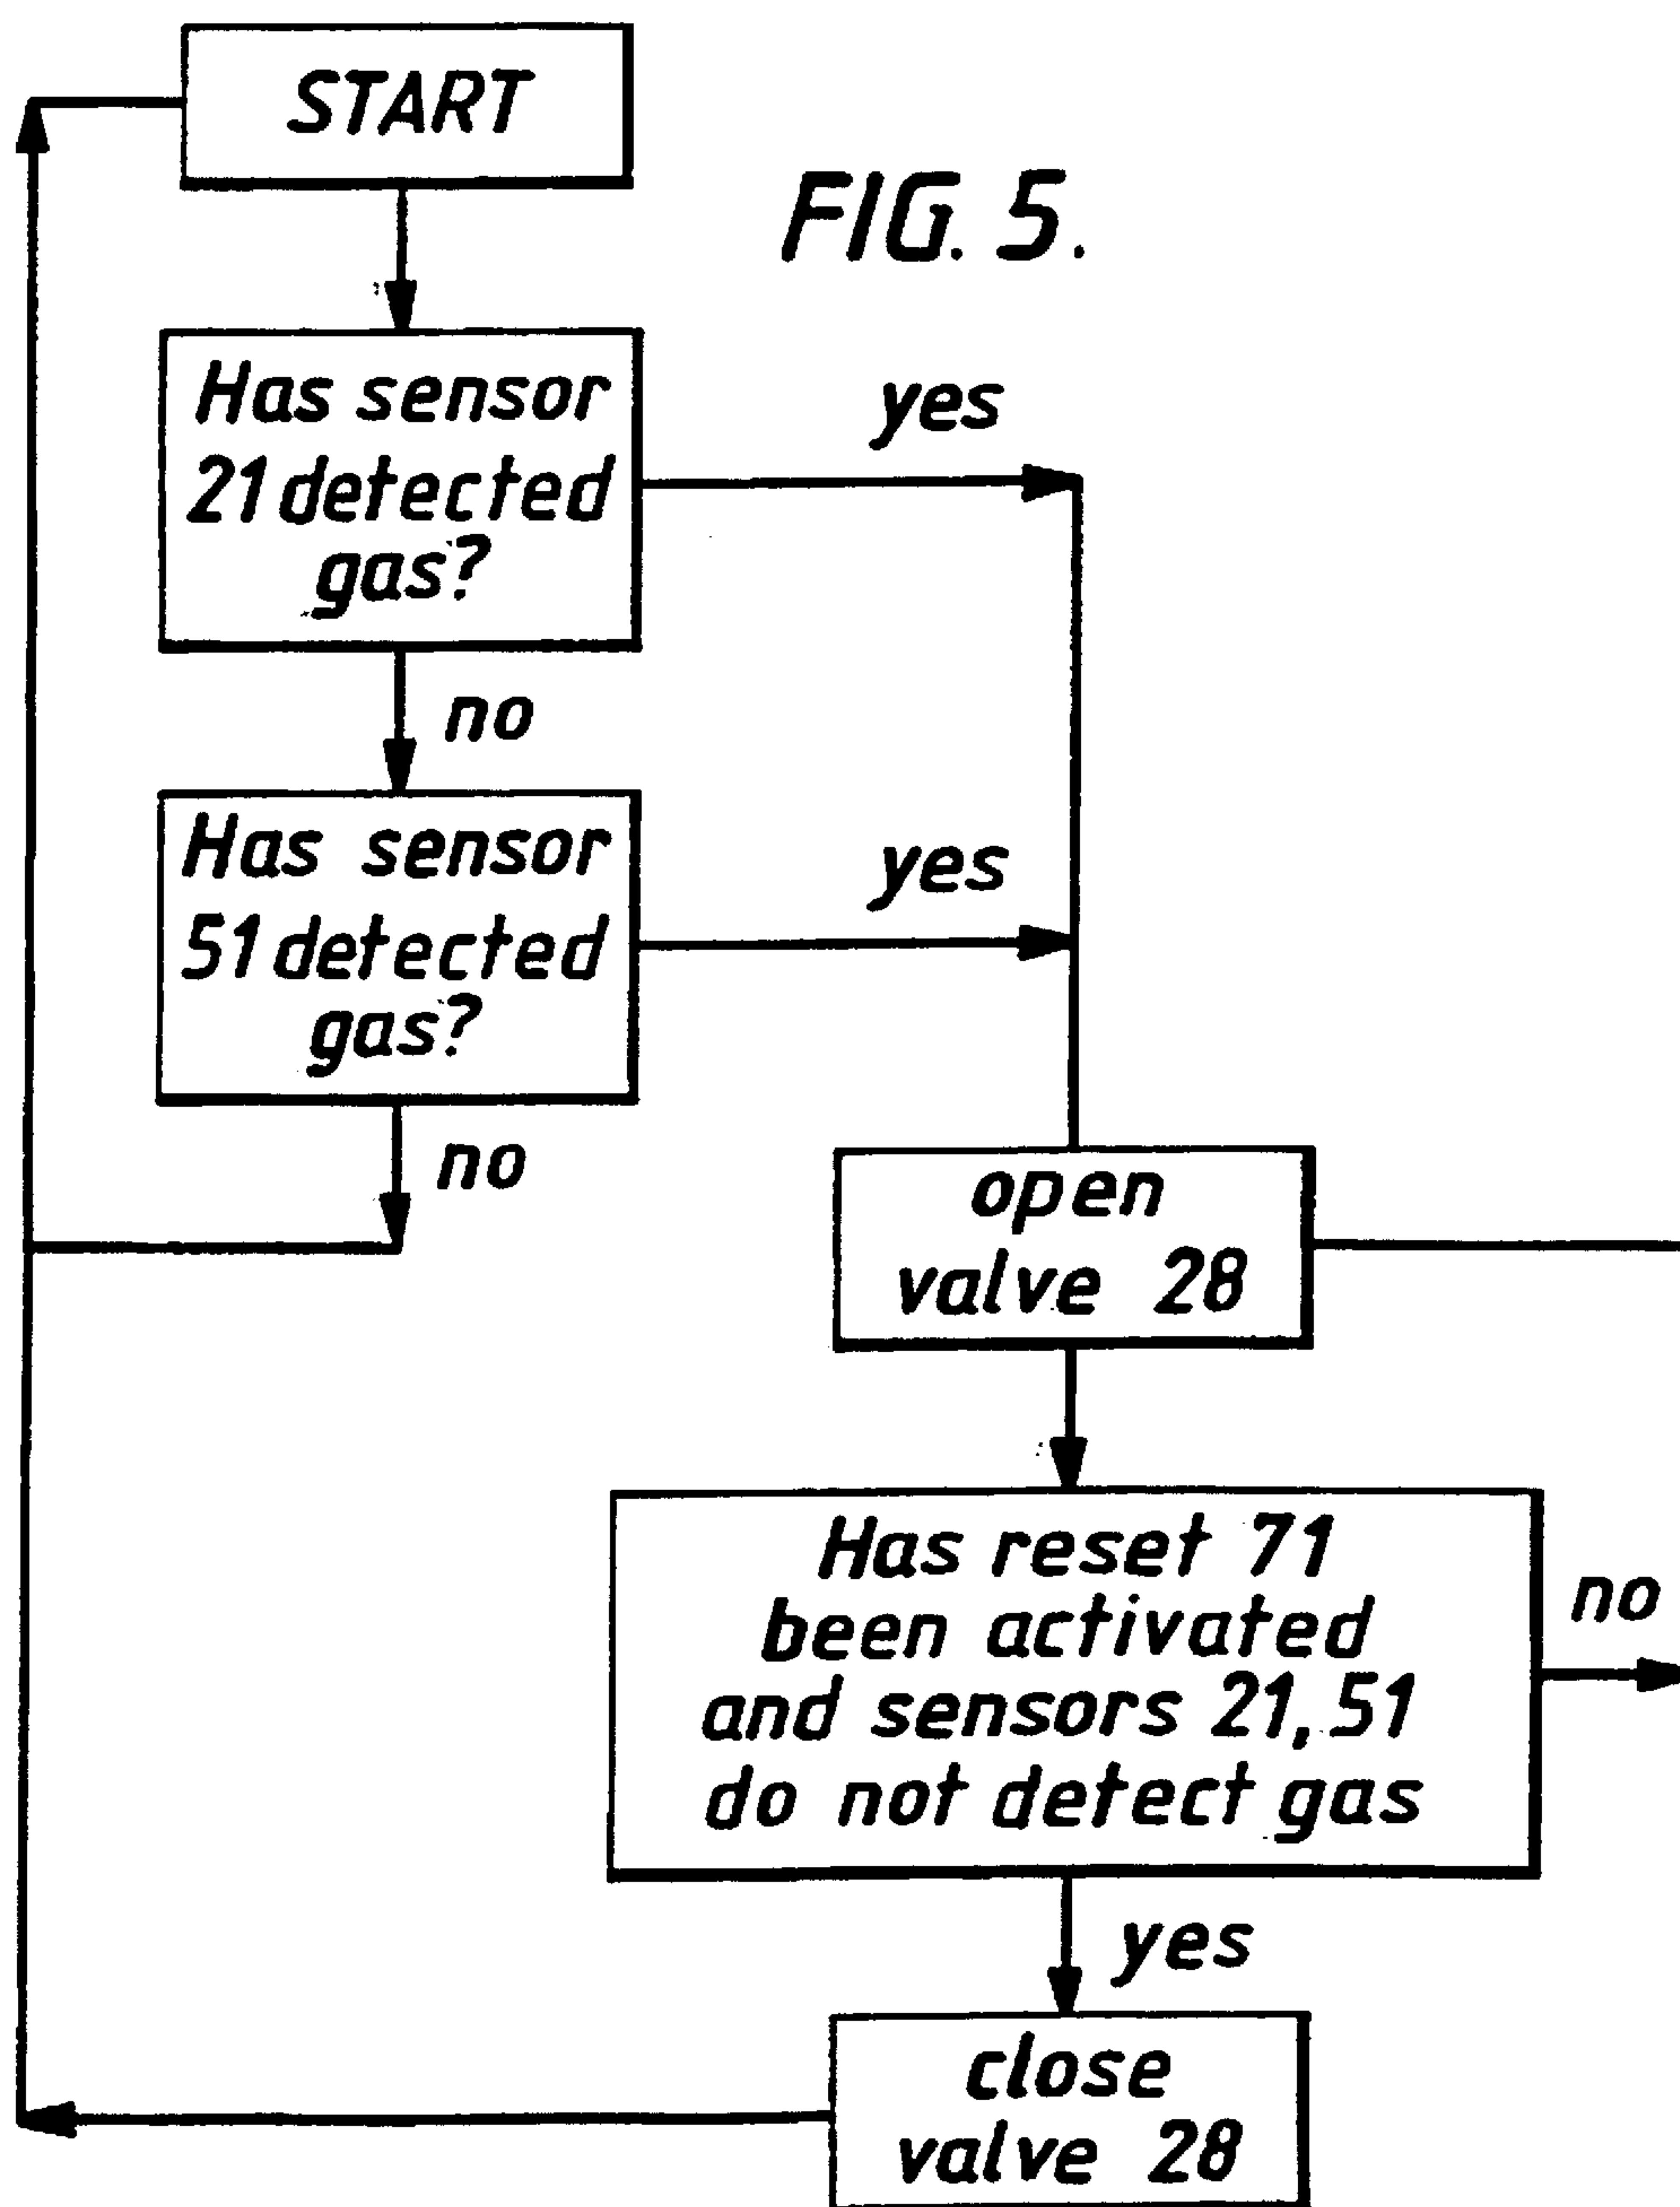 START
FIG. 5.
Has sensor
21 detected
gas?
yes
no
Has sensor
51 detected
gas?
yes
no
open
valve 28
Has reset 71
been activated
and sensors 21, 51
do not detect gas
no
yes
close
valve 28